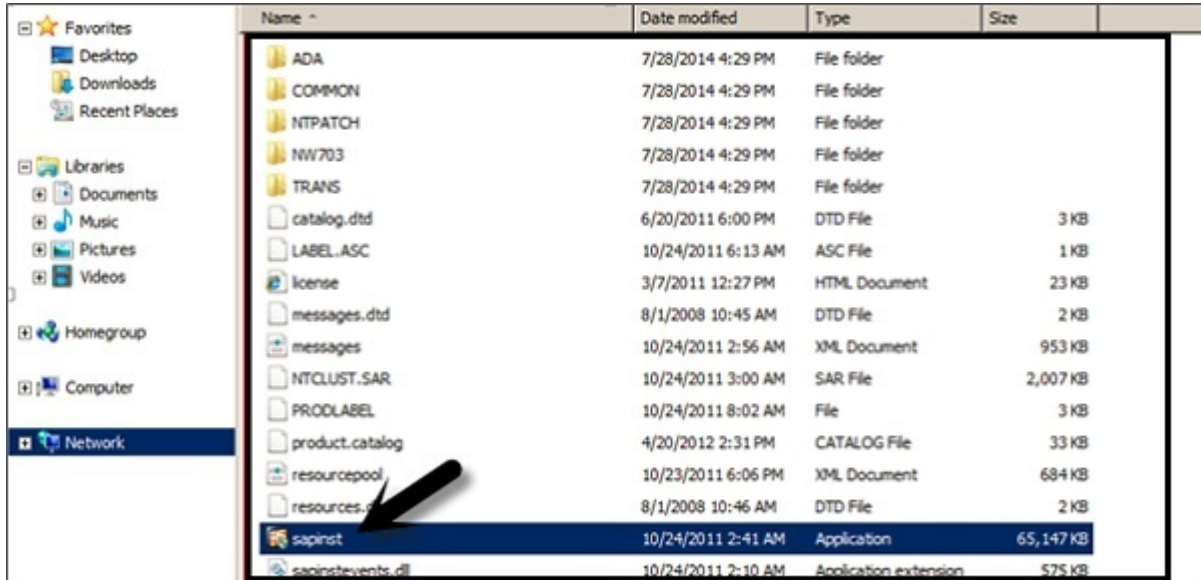 Favorites
Desktop
Downloads
Recent Places
Libraries
Documents
Music
Pictures
Videos
Homegroup
Computer
Network
Name Date modified Type Size
ADA 7/28/2014 4:29 PM File folder
COMMON 7/28/2014 4:29 PM File folder
NTPATCH 7/28/2014 4:29 PM File folder
NW703 7/28/2014 4:29 PM File folder
TRANS 7/28/2014 4:29 PM File folder
catalog.dtd 6/20/2011 6:00 PM DTD File 3 KB
LABEL.ASC 10/24/2011 6:13 AM ASC File 1 KB
license 3/7/2011 12:27 PM HTML Document 23 KB
messages.dtd 8/1/2008 10:45 AM DTD File 2 KB
messages 10/24/2011 2:56 AM XML Document 953 KB
NTCLUST.SAR 10/24/2011 3:00 AM SAR File 2,007 KB
PRODLABEL 10/24/2011 8:02 AM File 3 KB
product.catalog 4/20/2012 2:31 PM CATALOG File 33 KB
resourcepool 10/23/2011 6:06 PM XML Document 684 KB
8/1/2008 10:46 AM DTD File 2 KB
sapinst 10/24/2011 2:41 AM Application 65,147 KB
sapinstevents.dll 10/24/2011 2:10 AM Application extension 575 KB